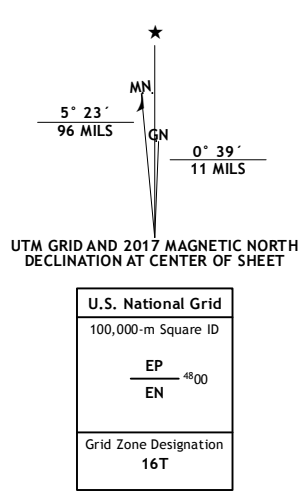 MN.
5° 23´
96 MILS
GN
0° 39´
11 MILS
UTM GRID AND 2017 MAGNETIC NORTH
DECLINATION AT CENTER OF SHEET
U.S. National Grid
100,000-m Square ID
EP
4800
EN
Grid Zone Designation
16T